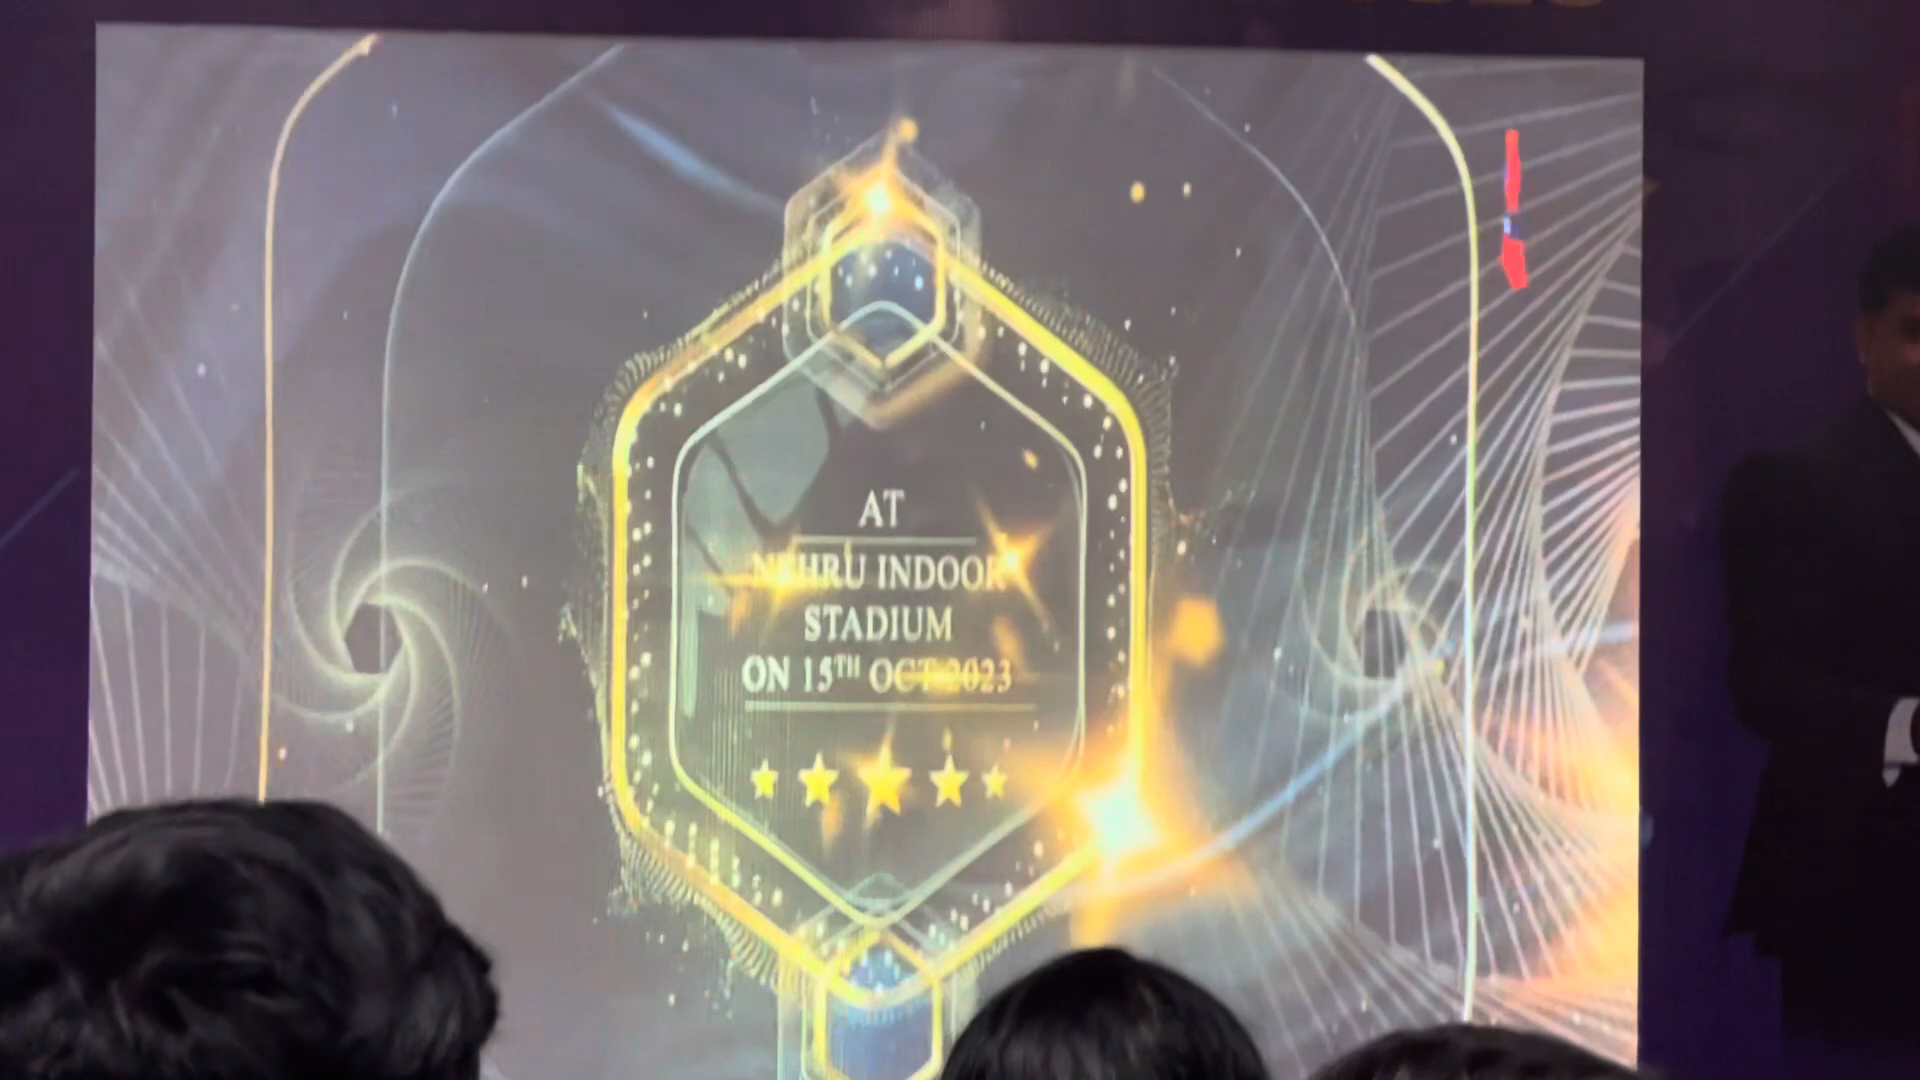 AT
NEHRU INDOOR
STADIUM
ON 15TH OCT 2023